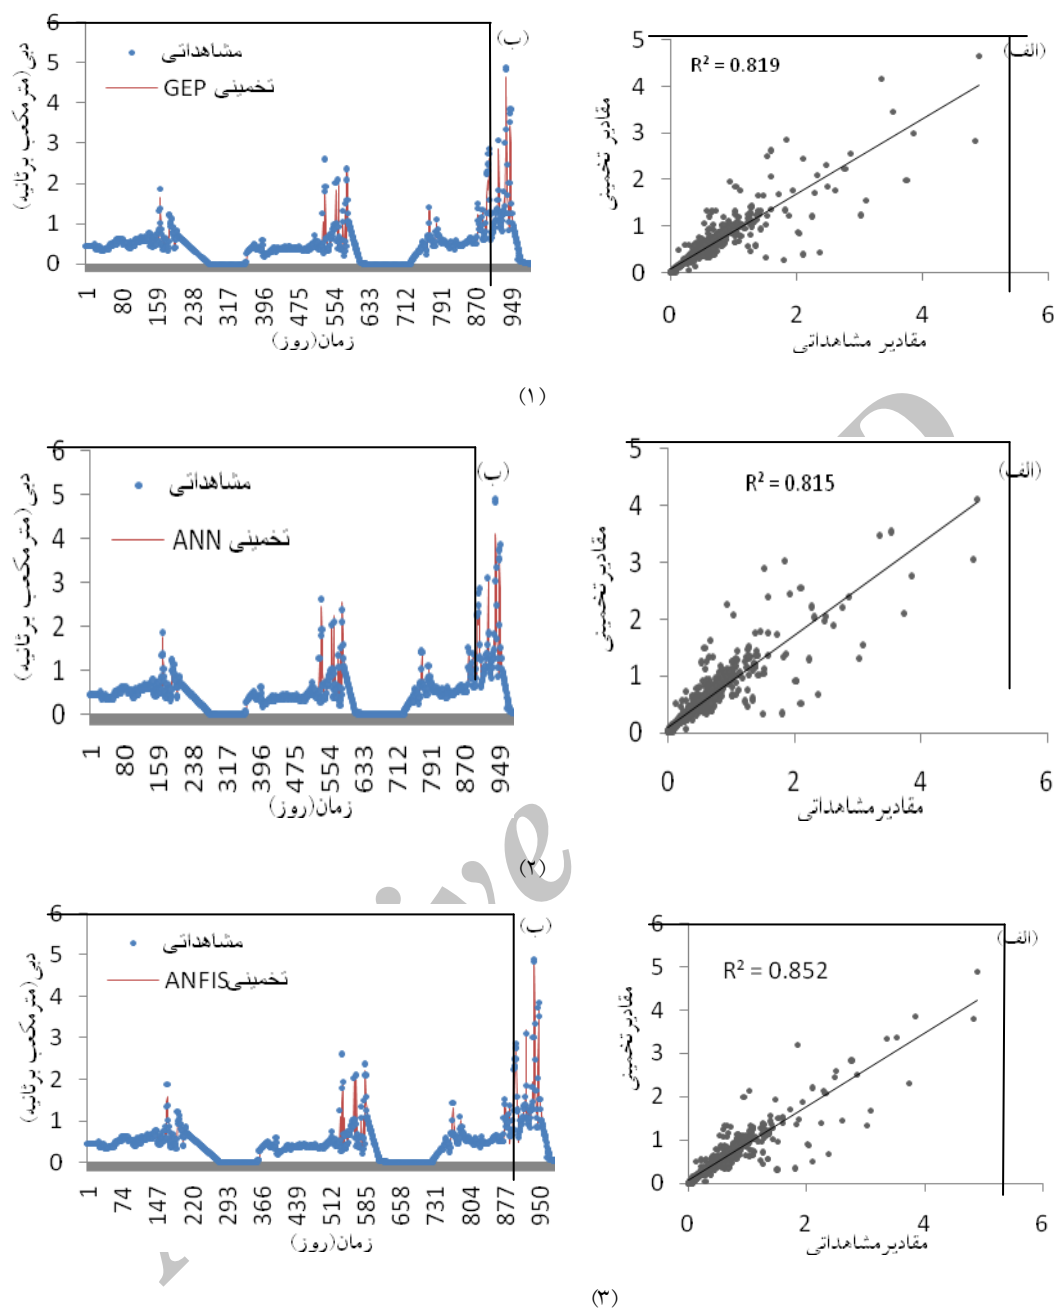 (ب)
مشاهداتی
تخمینی GEP
دبی(متر مکعب برثانیه)
6
5
4
3
2
1
0
1 80 159 238 317 396 475 554 633 712 791 870 949
زمان(روز)
(الف)
R² = 0.819
مقادیر تخمینی
5
4
3
2
1
0
0 2 4 6
مقادیر مشاهداتی
(۱)
(ب)
مشاهداتی
تخمینی ANN
دبی(متر مکعب برثانیه)
6
5
4
3
2
1
0
1 80 159 238 317 396 475 554 633 712 791 870 949
زمان(روز)
(الف)
R² = 0.815
مقادیر تخمینی
5
4
3
2
1
0
0 2 4 6
مقادیر مشاهداتی
(۲)
(ب)
مشاهداتی
تخمینی ANFIS
دبی(متر مکعب برثانیه)
6
5
4
3
2
1
0
1 74 147 220 293 366 439 512 585 658 731 804 877 950
زمان(روز)
(الف)
R² = 0.852
مقادیر تخمینی
6
5
4
3
2
1
0
0 2 4 6
مقادیر مشاهداتی
(۳)